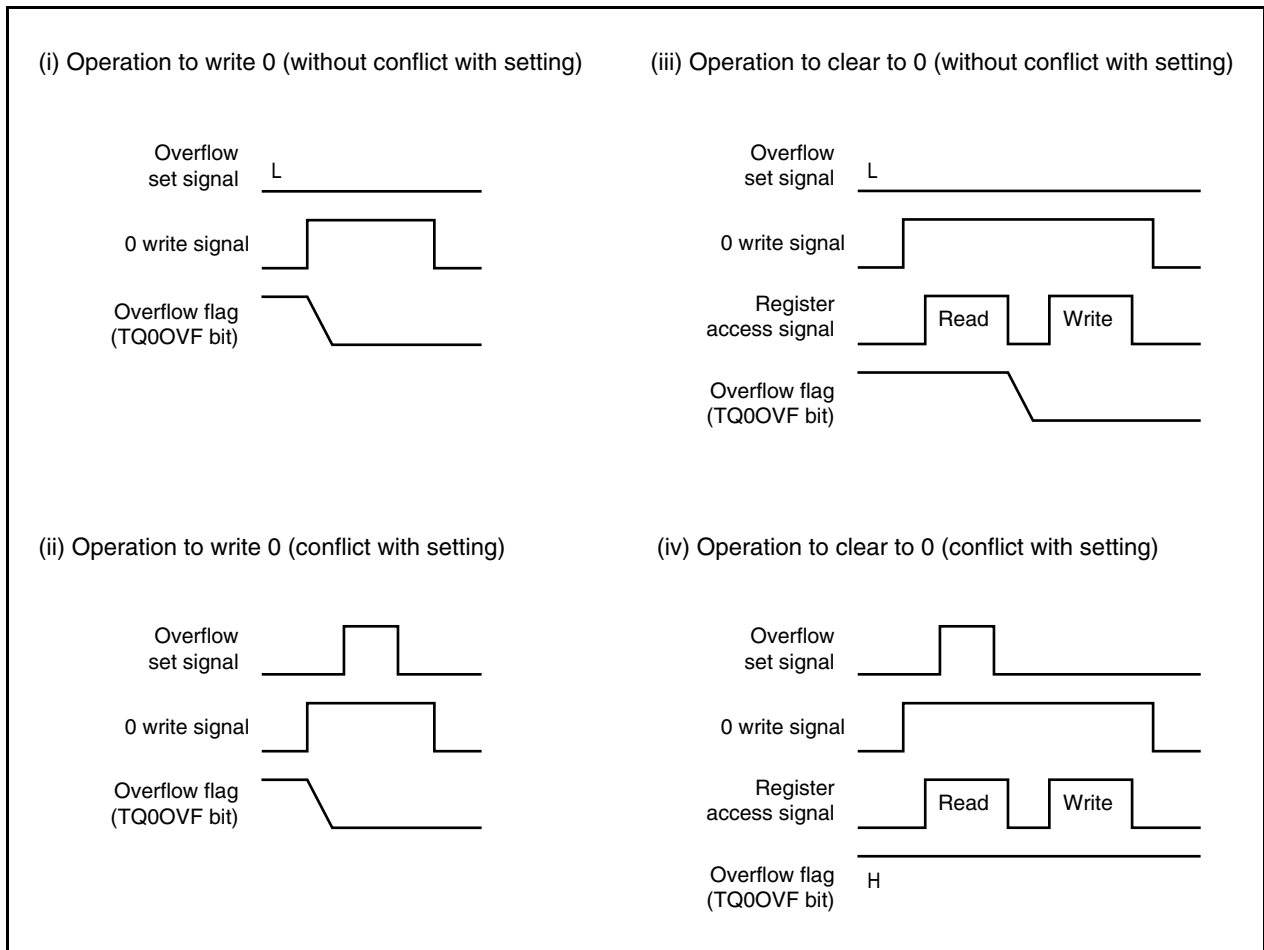 (i) Operation to write 0 (without conflict with setting)
Overflow
set signal
L
0 write signal
Overflow flag
(TQ0OVF bit)
(iii) Operation to clear to 0 (without conflict with setting)
Overflow
set signal
L
0 write signal
Register
access signal
Read
Write
Overflow flag
(TQ0OVF bit)
(ii) Operation to write 0 (conflict with setting)
Overflow
set signal
0 write signal
Overflow flag
(TQ0OVF bit)
(iv) Operation to clear to 0 (conflict with setting)
Overflow
set signal
0 write signal
Register
access signal
Read
Write
Overflow flag
(TQ0OVF bit)
H